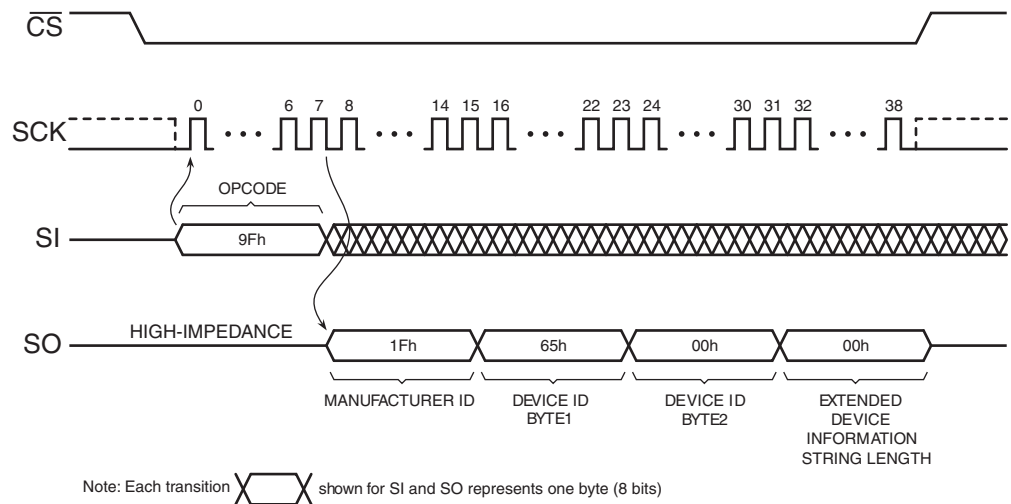 CS
SCK
0 6 7 8 14 15 16 22 23 24 30 31 32 38
OPCODE
SI
9Fh
HIGH-IMPEDANCE
SO
1Fh 65h 00h 00h
MANUFACTURER ID
DEVICE ID
BYTE1
DEVICE ID
BYTE2
EXTENDED
DEVICE
INFORMATION
STRING LENGTH
Note: Each transition shown for SI and SO represents one byte (8 bits)